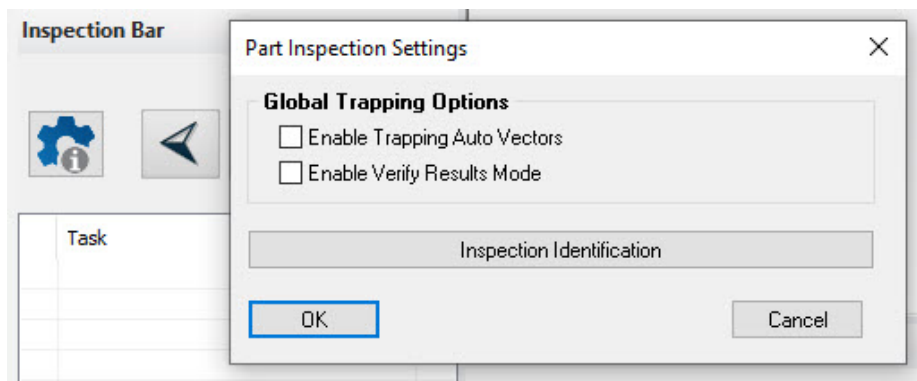 Inspection Bar
Part Inspection Settings
Global Trapping Options
Enable Trapping Auto Vectors
Enable Verify Results Mode
Task
Inspection Identification
OK Cancel